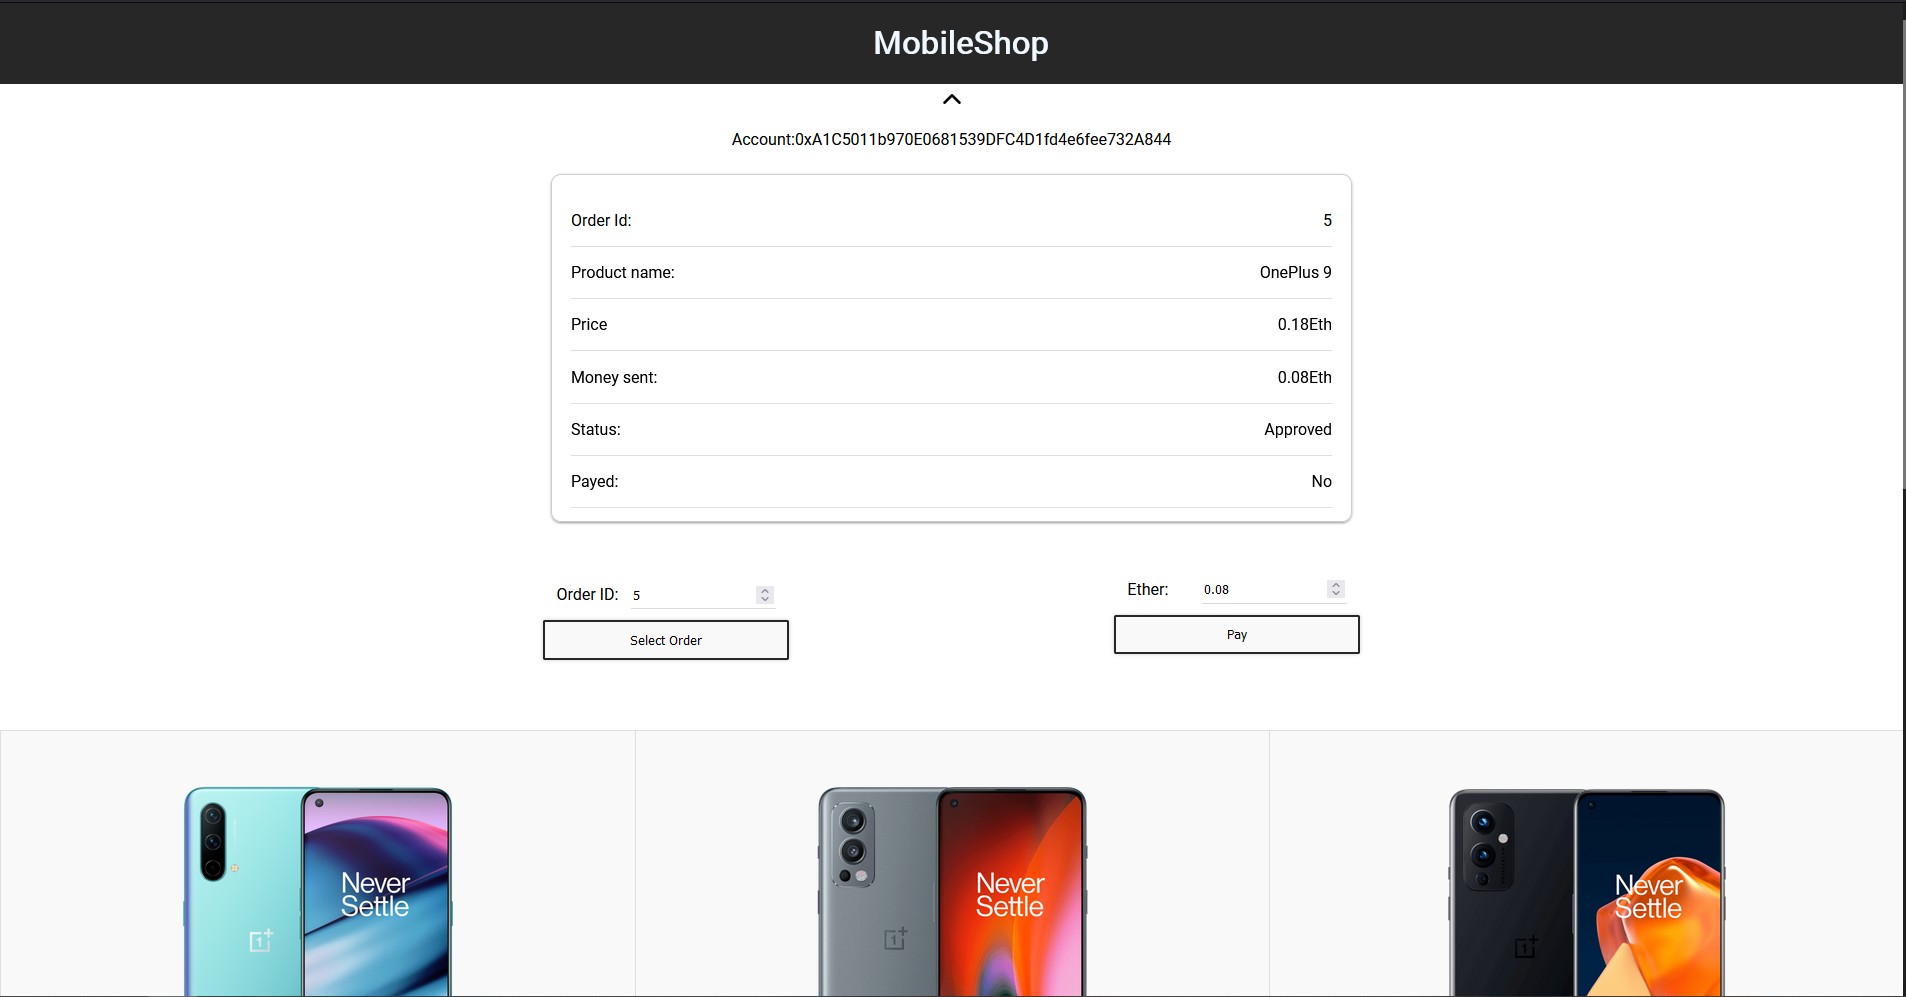 MobileShop
Account:0xA1C5011b970E0681539DFC4D1fd4e6fee732A844
Order Id: 5
Product name: OnePlus 9
Price 0.18Eth
Money sent: 0.08Eth
Status: Approved
Payed: No
Order ID: 5
Select Order
Ether: 0.08
Pay
Never
Settle
Never
Settle
Never
Settle